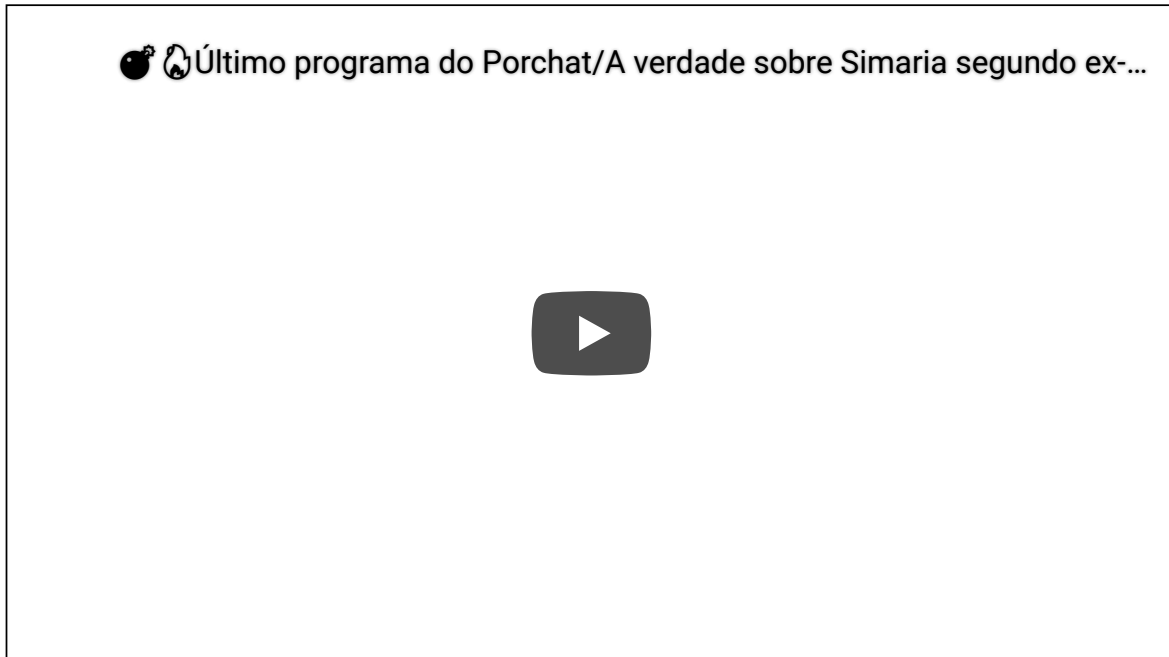 💣🔥Último programa do Porchat/A verdade sobre Simaria segundo ex-...